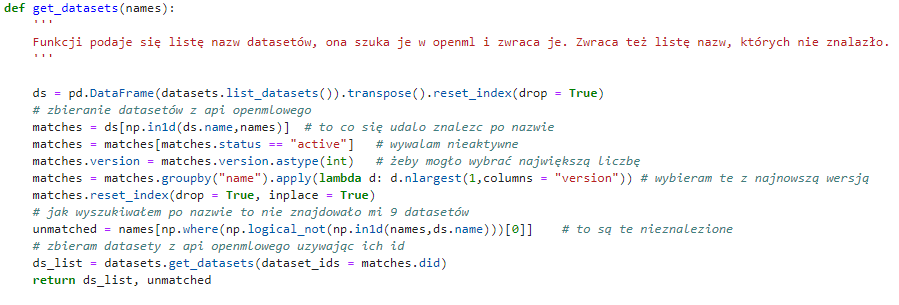 def get_datasets(names):
    '''
    Funkcji podaje się listę nazw datasetów, ona szuka je w openml i zwraca je. Zwraca też listę nazw, których nie znalazło.
    '''
    ds = pd.DataFrame(datasets.list_datasets()).transpose().reset_index(drop = True)
    # zbieranie datasetów z api openmlowego
    matches = ds[np.in1d(ds.name,names)]  # to co się udalo znalezc po nazwie
    matches = matches[matches.status == "active"]   # wywalam nieaktywne
    matches.version = matches.version.astype(int)   # żeby mogło wybrać największą liczbę
    matches = matches.groupby("name").apply(lambda d: d.nlargest(1,columns = "version")) # wybieram te z najnowszą wersją
    matches.reset_index(drop = True, inplace = True)
    # jak wyszukiwałem po nazwie to nie znajdowało mi 9 datasetów
    unmatched = names[np.where(np.logical_not(np.in1d(names,ds.name)))[0]]    # to są te nieznalezione
    # zbieram datasety z api openmlowego uzywając ich id
    ds_list = datasets.get_datasets(dataset_ids = matches.did)
    return ds_list, unmatched